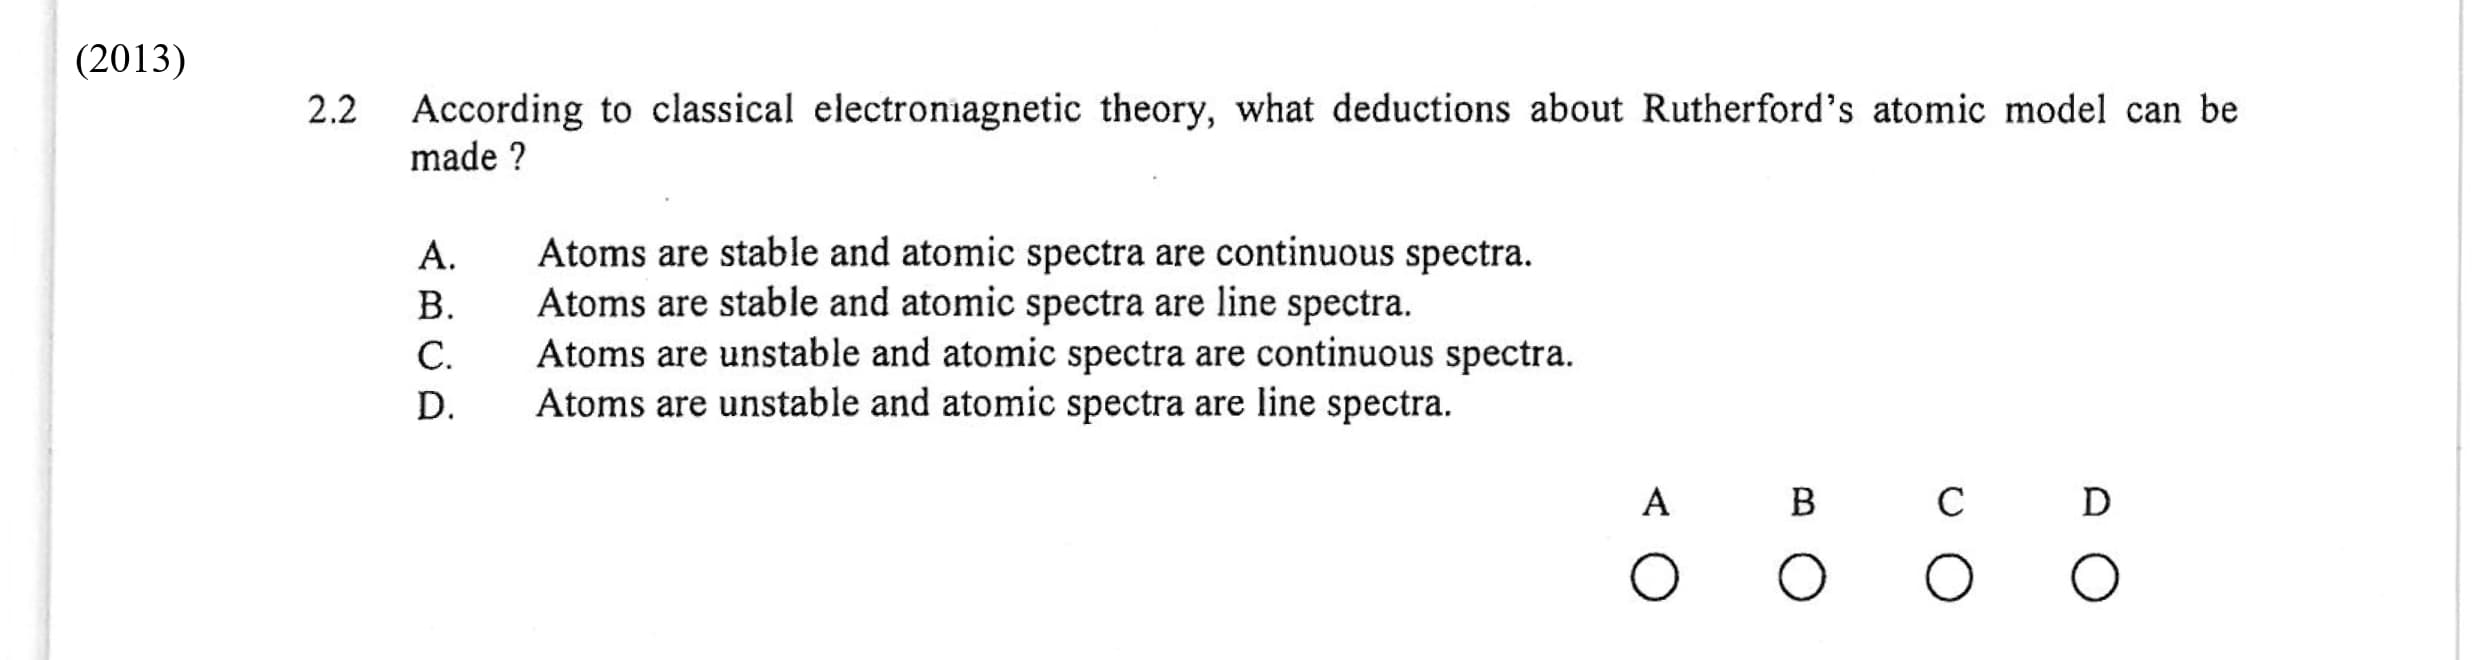 (2013)
2.2 According to classical electromagnetic theory, what deductions about Rutherford's atomic model can be
made ?
A. Atoms are stable and atomic spectra are continuous spectra.
B. Atoms are stable and atomic spectra are line spectra.
C. Atoms are unstable and atomic spectra are continuous spectra.
D. Atoms are unstable and atomic spectra are line spectra.
A B C D